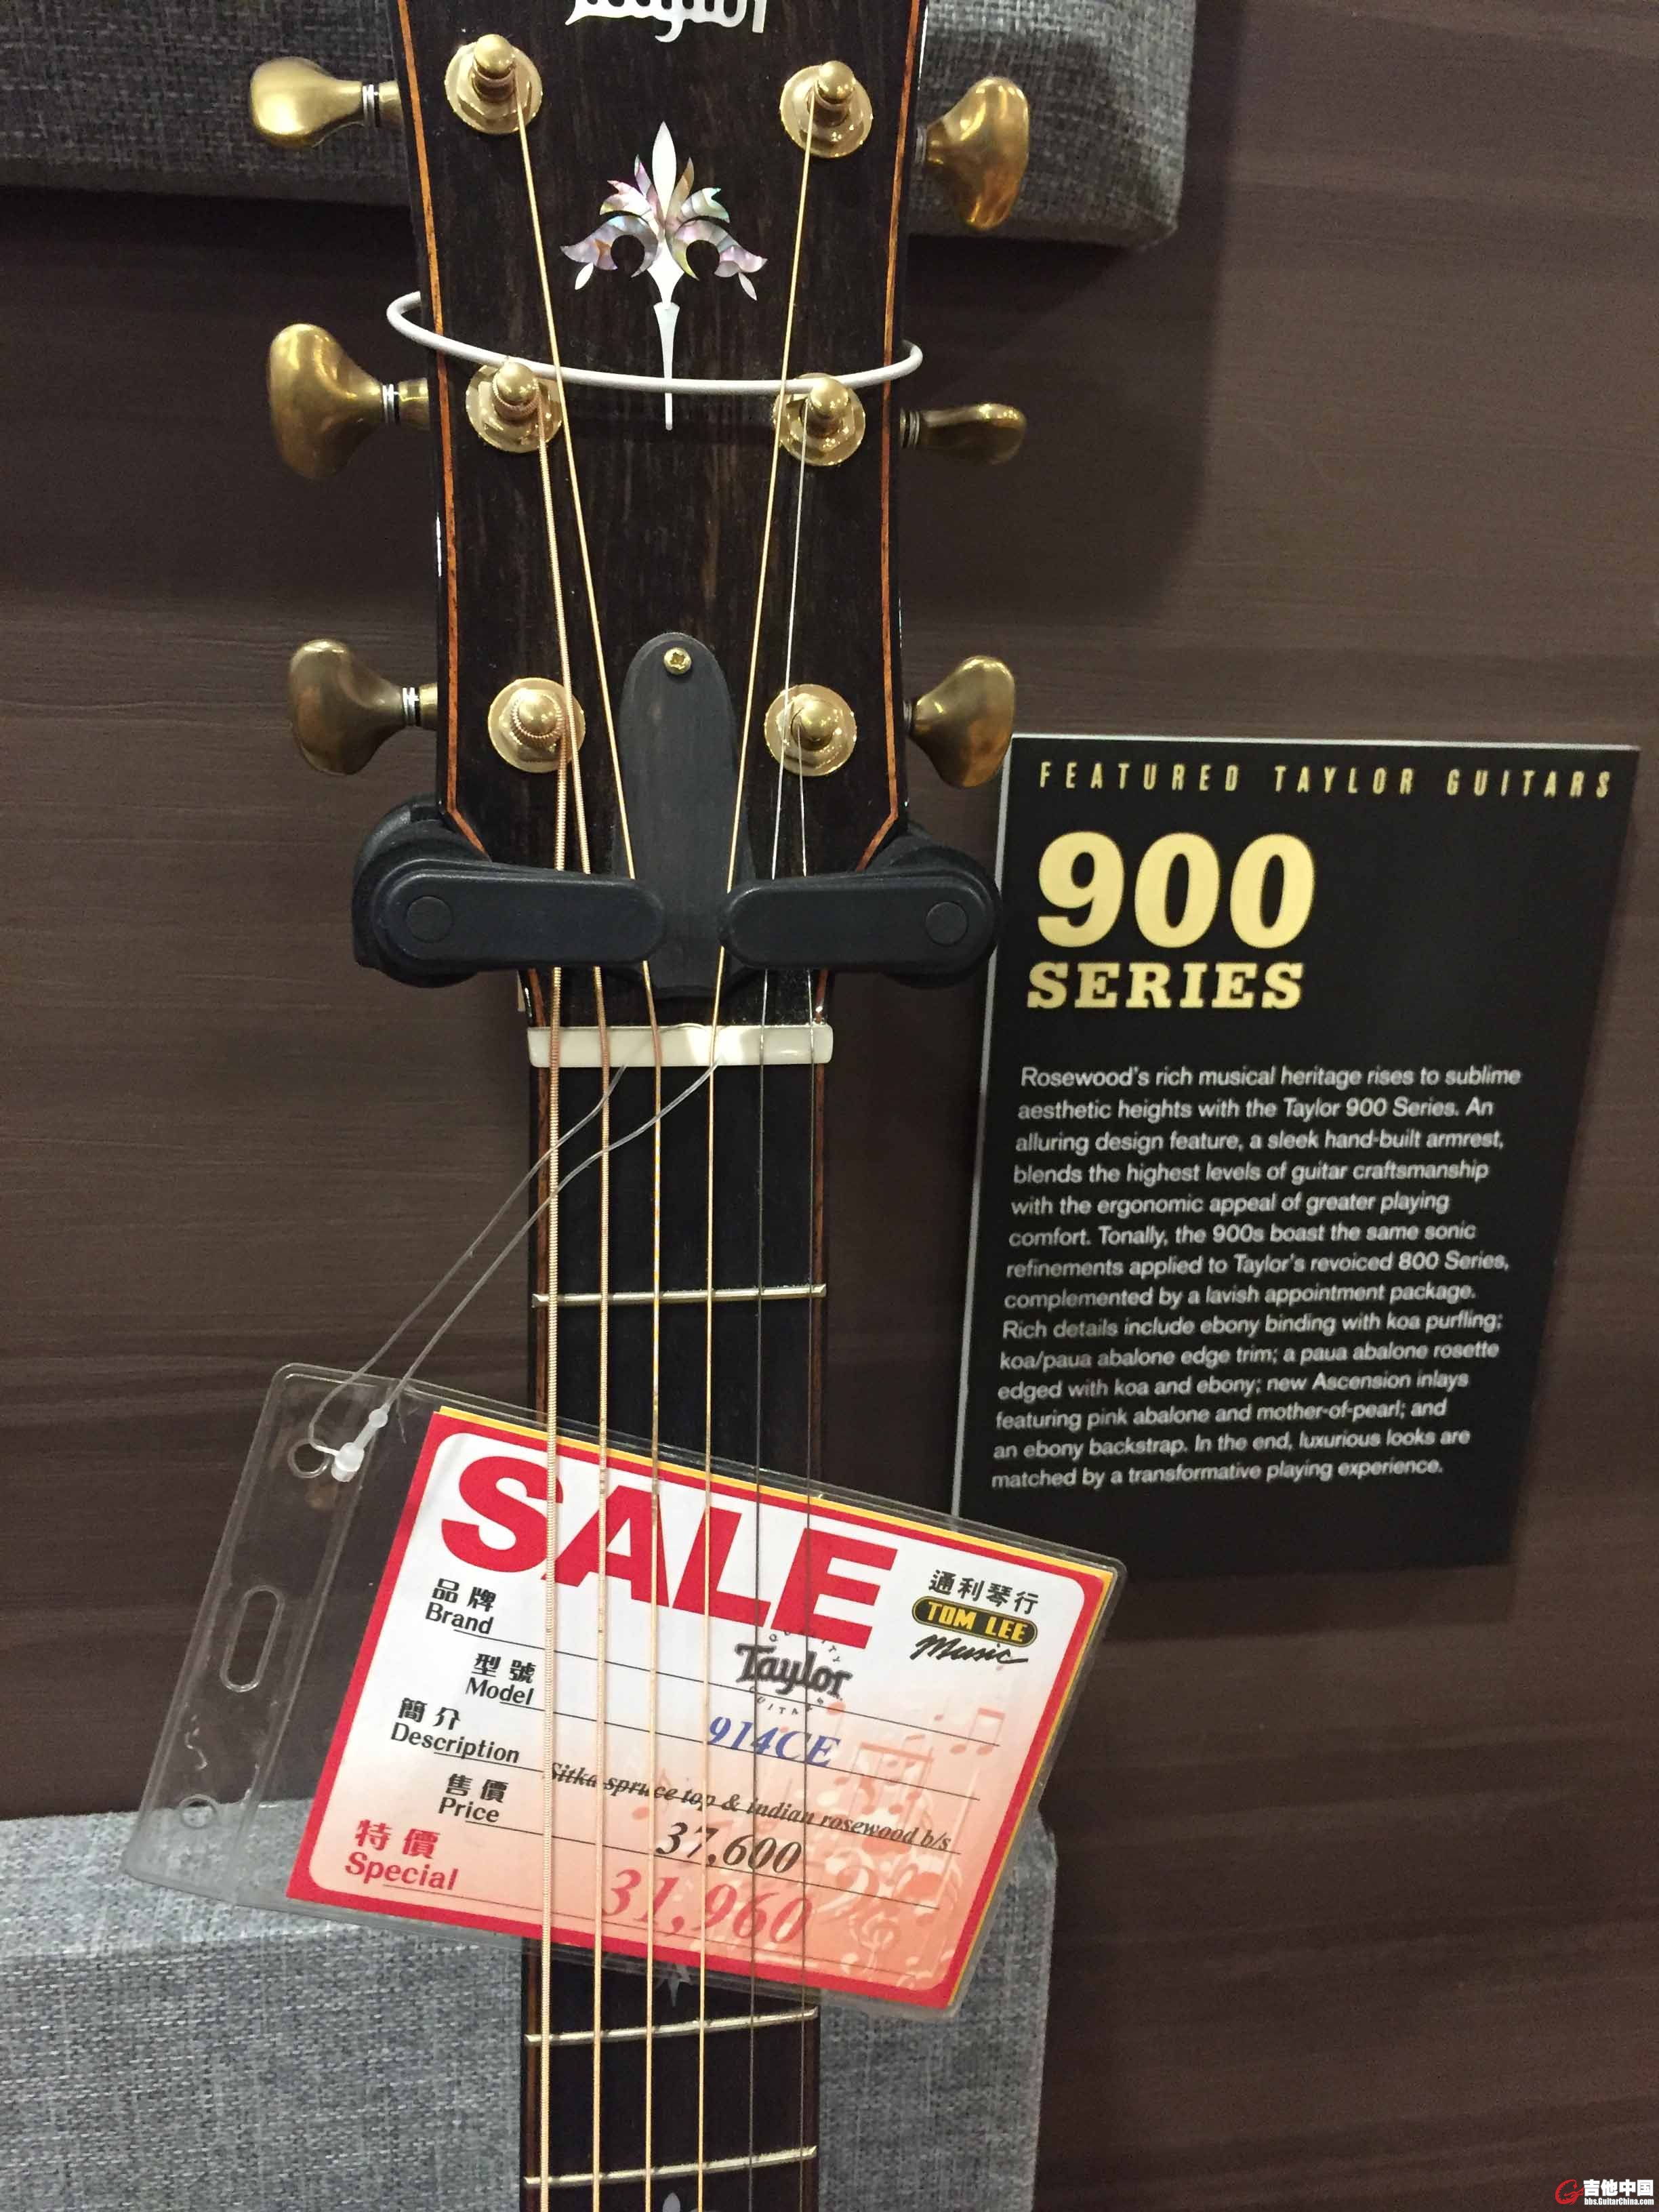 Taylor
FEATURED TAYLOR GUITARS
900
SERIES
Rosewood's rich musical heritage rises to sublime
aesthetic heights with the Taylor 900 Series. An
alluring design feature, a sleek hand-built armrest,
blends the highest levels of guitar craftsmanship
with the ergonomic appeal of greater playing
comfort. Tonally, the 900s boast the same sonic
refinements applied to Taylor's revoiced 800 Series,
complemented by a lavish appointment package.
Rich details include ebony binding with koa purfling;
koa/paua abalone edge trim; a paua abalone rosette
edged with koa and ebony; new Ascension inlays
featuring pink abalone and mother-of-pearl; and
an ebony backstrap. In the end, luxurious looks are
matched by a transformative playing experience.
SALE
通利琴行
TOM LEE
Music
品牌
Brand
Taylor
型號
Model
914CE
簡介
Description
Sitka spruce top & indian rosewood b/s
售價
Price
37,600
特價
Special
31,960
吉他中国
bbs.GuitarChina.com